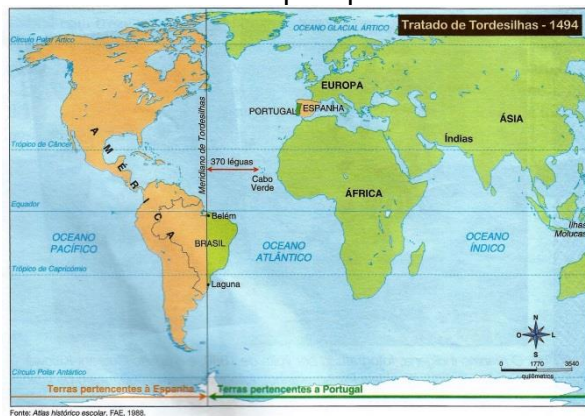 Tratado de Tordesilhas - 1494
OCEANO GLACIAL ÁRTICO
Círculo Polar Ártico
EUROPA
PORTUGAL
ESPANHA
ÁSIA
Meridiano de Tordesilhas
Índias
Trópico de Câncer
370 léguas
Cabo
Verde
AMÉRICA
ÁFRICA
Equador
Belém
BRASIL
Ilhas
Molucas
OCEANO
PACÍFICO
OCEANO
ATLÂNTICO
OCEANO
ÍNDICO
Trópico de Capricórnio
Laguna
N
O
L
S
0 1770 3540
quilômetros
Círculo Polar Antártico
Terras pertencentes à Espanha
Terras pertencentes a Portugal
Fonte: Atlas histórico escolar. FAE, 1988.